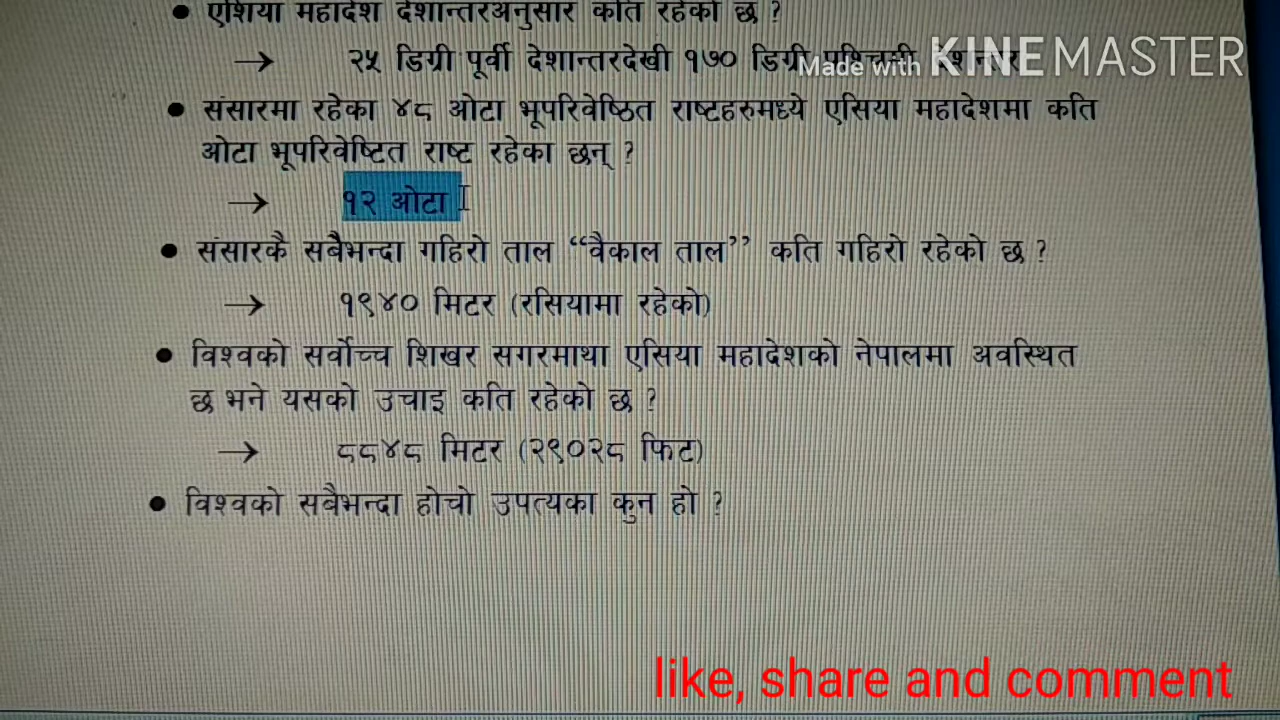 • एशिया महादेश देशान्तरअनुसार कति रहेको छ ?
→ २५ डिग्री पूर्वी देशान्तरदेखी १७० डिग्री पश्चिमी देशान्तर
Made with KINEMASTER
• संसारमा रहेका ४८ ओटा भूपरिवेष्ठित राष्टहरुमध्ये एसिया महादेशमा कति
ओटा भूपरिवेष्टित राष्ट रहेका छन् ?
→ १२ ओटा
• संसारकै सबैभन्दा गहिरो ताल “वैकाल ताल” कति गहिरो रहेको छ ?
→ १९४० मिटर (रसियामा रहेको)
• विश्वको सर्वोच्च शिखर सगरमाथा एसिया महादेशको नेपालमा अवस्थित
छ भने यसको उचाइ कति रहेको छ ?
→ ८८४८ मिटर (२९०२८ फिट)
• विश्वको सबैभन्दा होचो उपत्यका कुन हो ?
like, share and comment